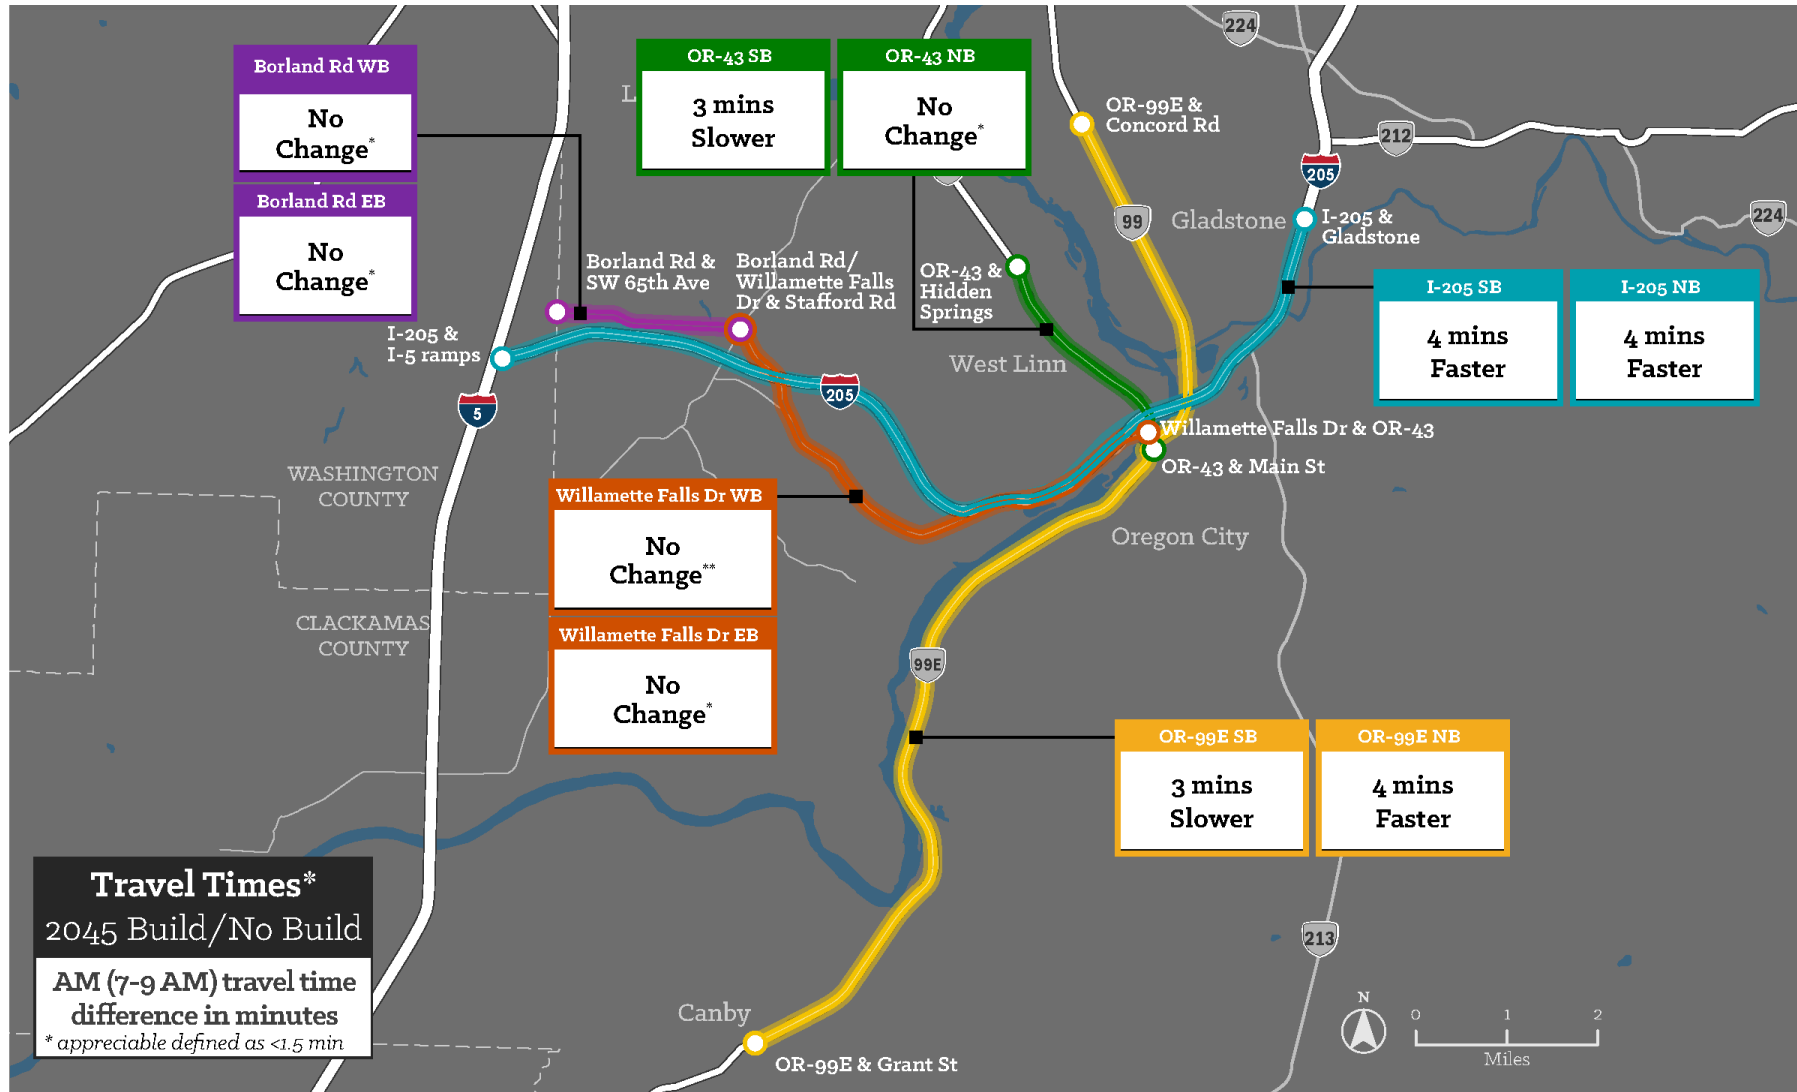 Borland Rd WB
No
Change*
Borland Rd EB
No
Change*
OR-43 SB
3 mins
Slower
OR-43 NB
No
Change*
L
224
OR-99E &
Concord Rd
212
205
99
Gladstone
I-205 &
Gladstone
224
Borland Rd &
SW 65th Ave
Borland Rd/
Willamette Falls
Dr & Stafford Rd
OR-43 &
Hidden
Springs
I-205 SB
4 mins
Faster
I-205 NB
4 mins
Faster
I-205 &
I-5 ramps
West Linn
5
205
Willamette Falls Dr & OR-43
OR-43 & Main St
WASHINGTON
COUNTY
Willamette Falls Dr WB
No
Change**
Oregon City
CLACKAMAS
COUNTY
Willamette Falls Dr EB
No
Change*
99E
OR-99E SB
3 mins
Slower
OR-99E NB
4 mins
Faster
Travel Times*
2045 Build/No Build
AM (7-9 AM) travel time
difference in minutes
* appreciable defined as <1.5 min
213
Canby
OR-99E & Grant St
N
0 1 2
Miles